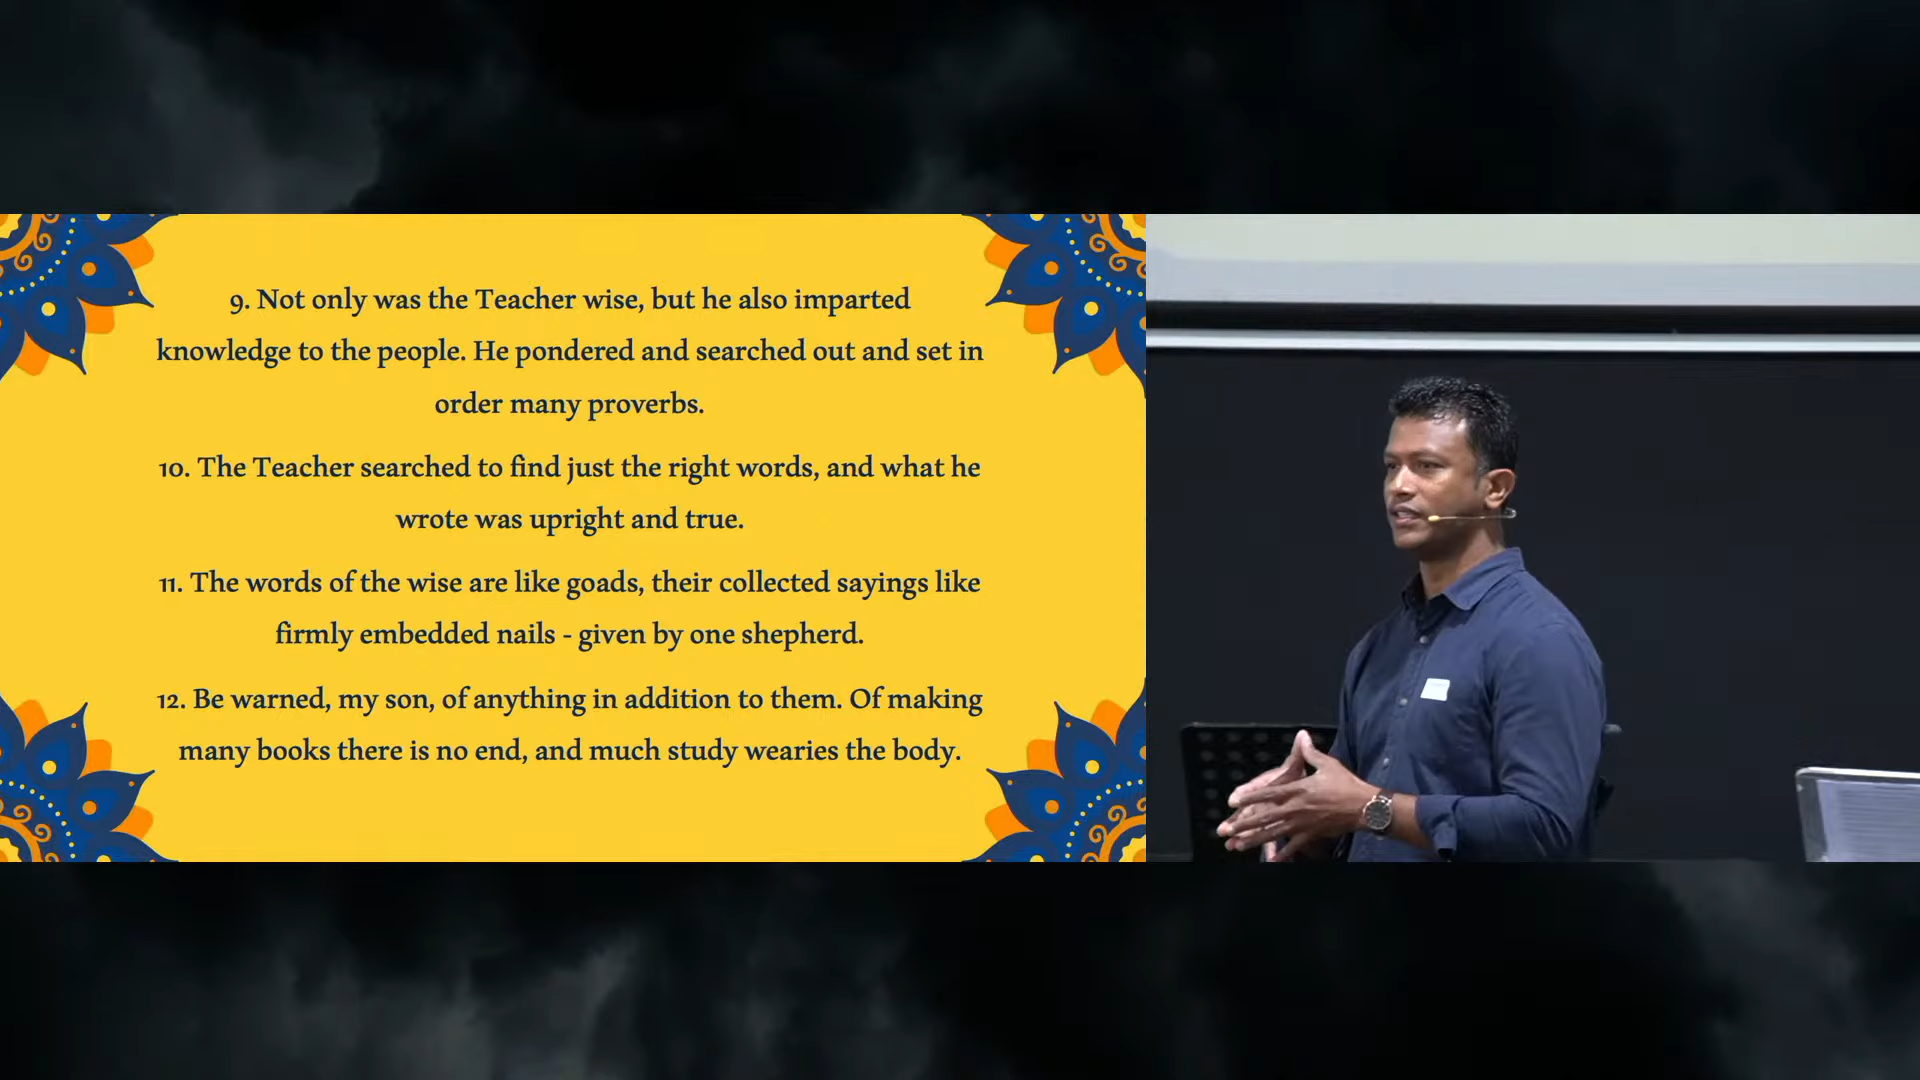 9. Not only was the Teacher wise, but he also imparted
knowledge to the people. He pondered and searched out and set in
order many proverbs.
10. The Teacher searched to find just the right words, and what he
wrote was upright and true.
11. The words of the wise are like goads, their collected sayings like
firmly embedded nails - given by one shepherd.
12. Be warned, my son, of anything in addition to them. Of making
many books there is no end, and much study wearies the body.